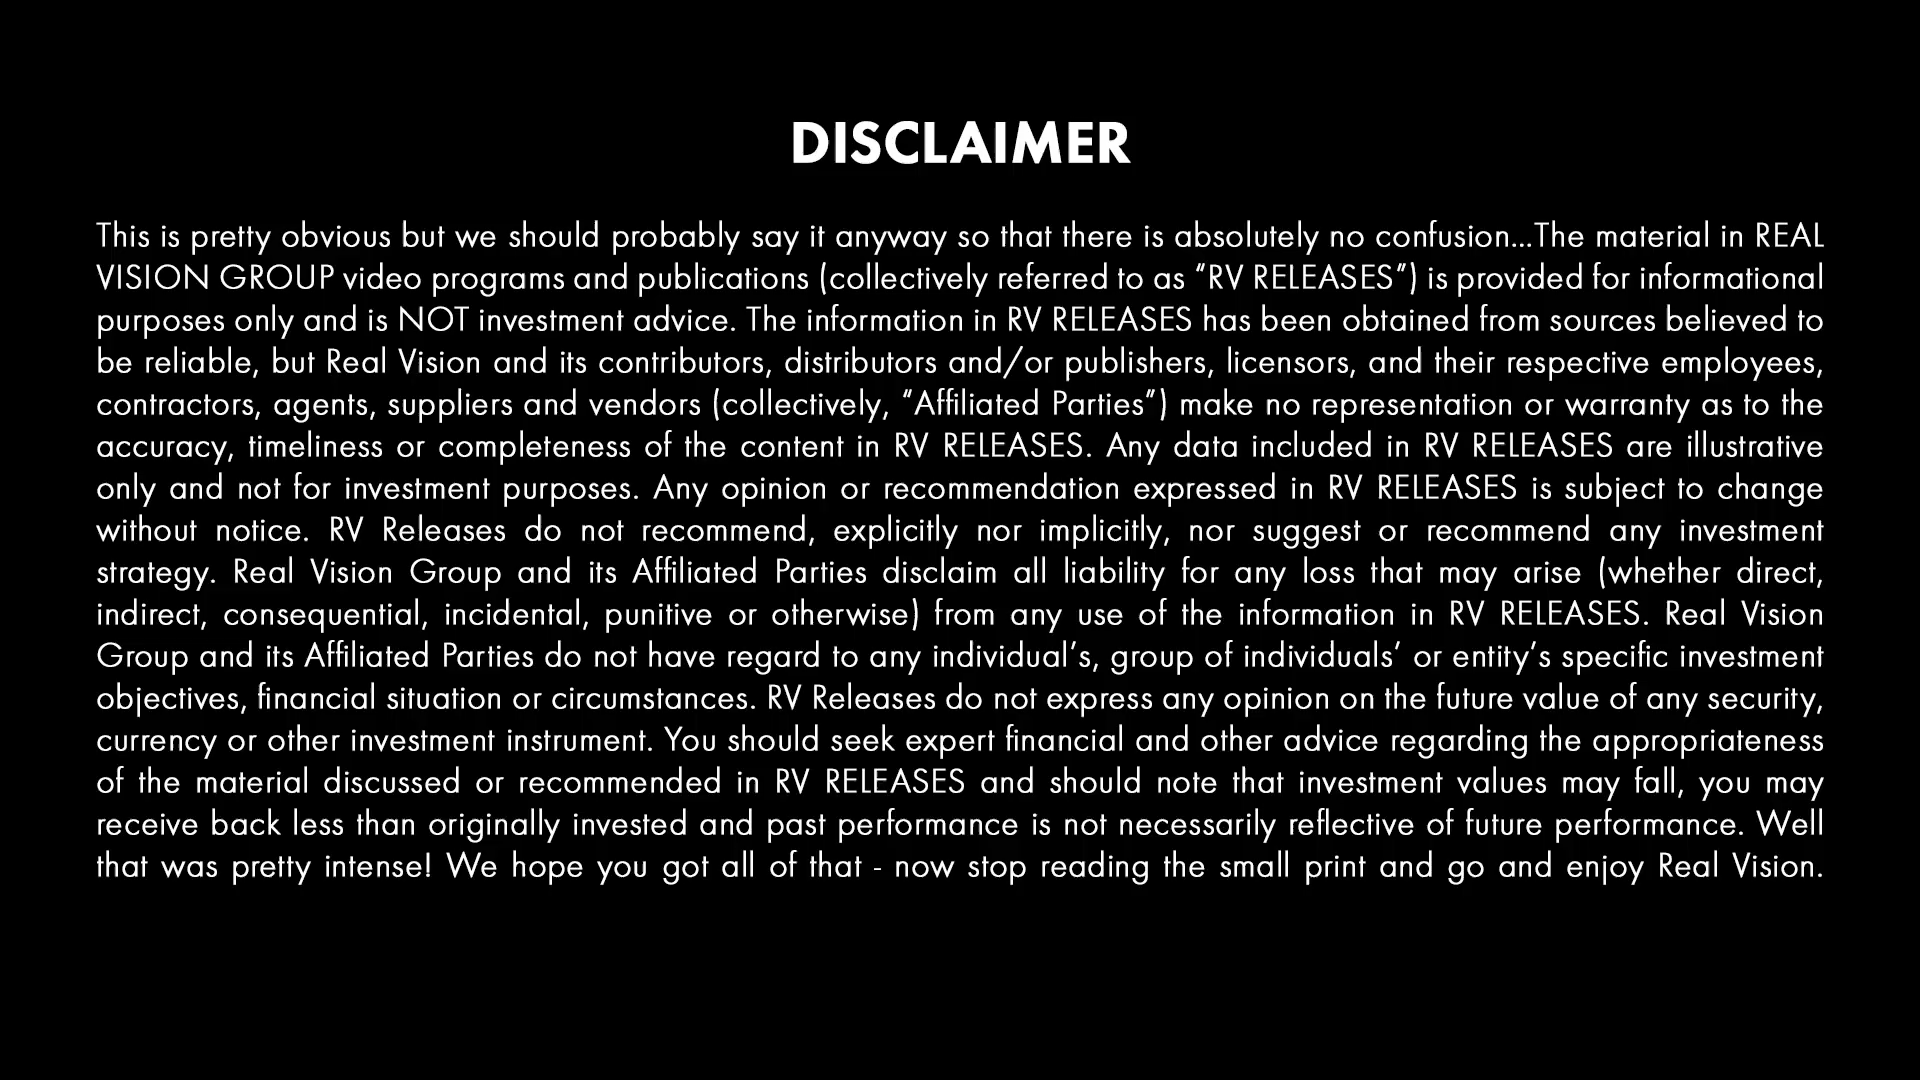 DISCLAIMER
This is pretty obvious but we should probably say it anyway so that there is absolutely no confusion...The material in REAL
VISION GROUP video programs and publications (collectively referred to as “RV RELEASES”) is provided for informational
purposes only and is NOT investment advice. The information in RV RELEASES has been obtained from sources believed to
be reliable, but Real Vision and its contributors, distributors and/or publishers, licensors, and their respective employees,
contractors, agents, suppliers and vendors (collectively, “Affiliated Parties”) make no representation or warranty as to the
accuracy, timeliness or completeness of the content in RV RELEASES. Any data included in RV RELEASES are illustrative
only and not for investment purposes. Any opinion or recommendation expressed in RV RELEASES is subject to change
without notice. RV Releases do not recommend, explicitly nor implicitly, nor suggest or recommend any investment
strategy. Real Vision Group and its Affiliated Parties disclaim all liability for any loss that may arise (whether direct,
indirect, consequential, incidental, punitive or otherwise) from any use of the information in RV RELEASES. Real Vision
Group and its Affiliated Parties do not have regard to any individual’s, group of individuals’ or entity’s specific investment
objectives, financial situation or circumstances. RV Releases do not express any opinion on the future value of any security,
currency or other investment instrument. You should seek expert financial and other advice regarding the appropriateness
of the material discussed or recommended in RV RELEASES and should note that investment values may fall, you may
receive back less than originally invested and past performance is not necessarily reflective of future performance. Well
that was pretty intense! We hope you got all of that - now stop reading the small print and go and enjoy Real Vision.